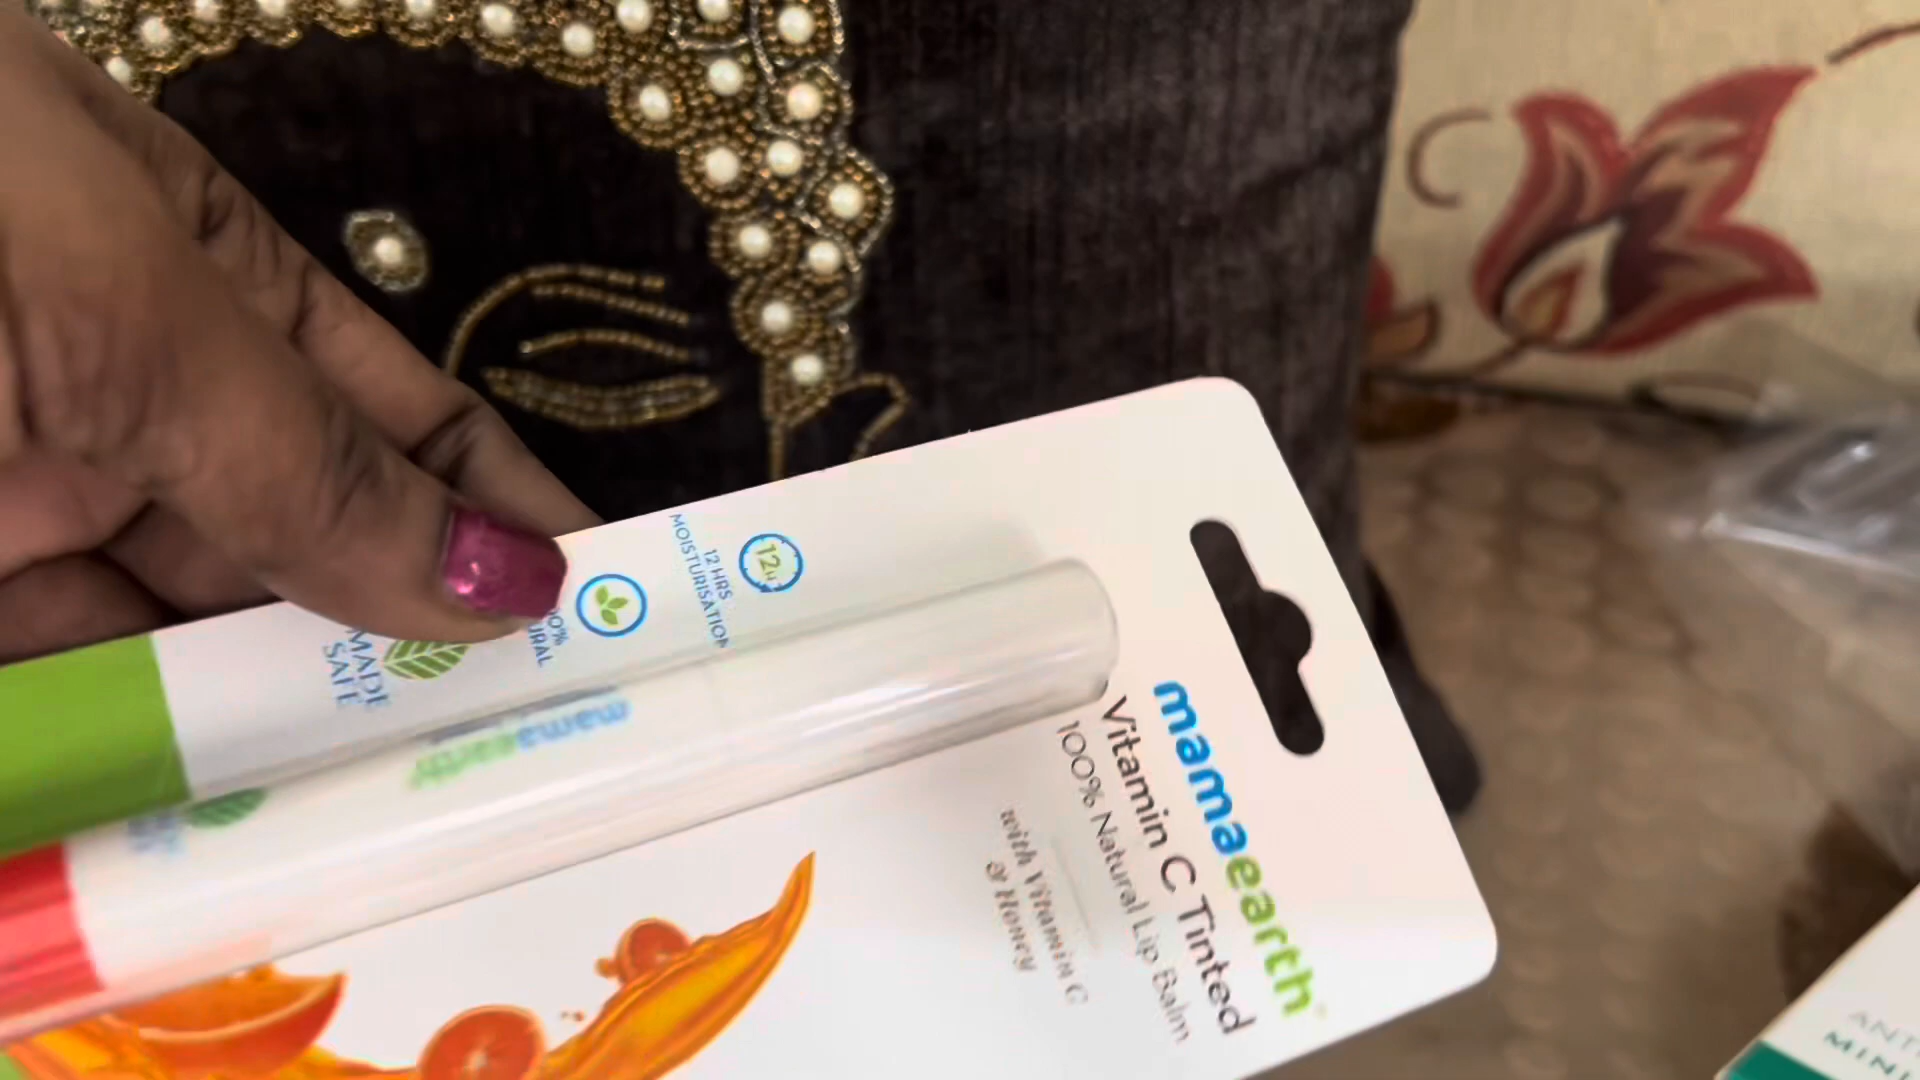 mamaearth
Vitamin C Tinted
100% Natural Lip Balm
with Vitamin C
& Honey
12H
12 HRS
MOISTURISATION
MADE
SAFE
mamaearth